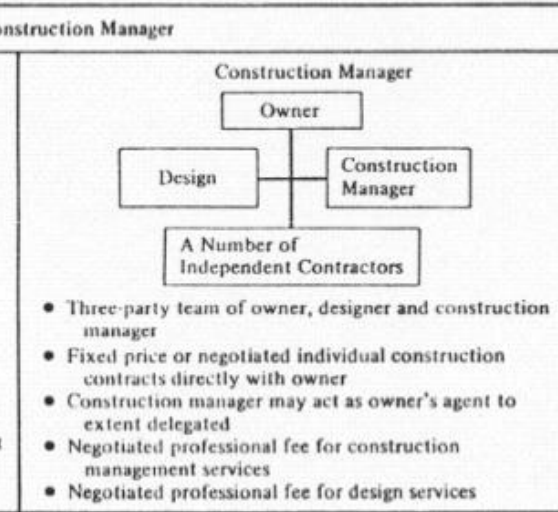 onstruction Manager
Construction Manager
Owner
Design
Construction
Manager
A Number of
Independent Contractors
• Three-party team of owner, designer and construction
manager
• Fixed price or negotiated individual construction
contracts directly with owner
• Construction manager may act as owner's agent to
extent delegated
• Negotiated professional fee for construction
management services
• Negotiated professional fee for design services